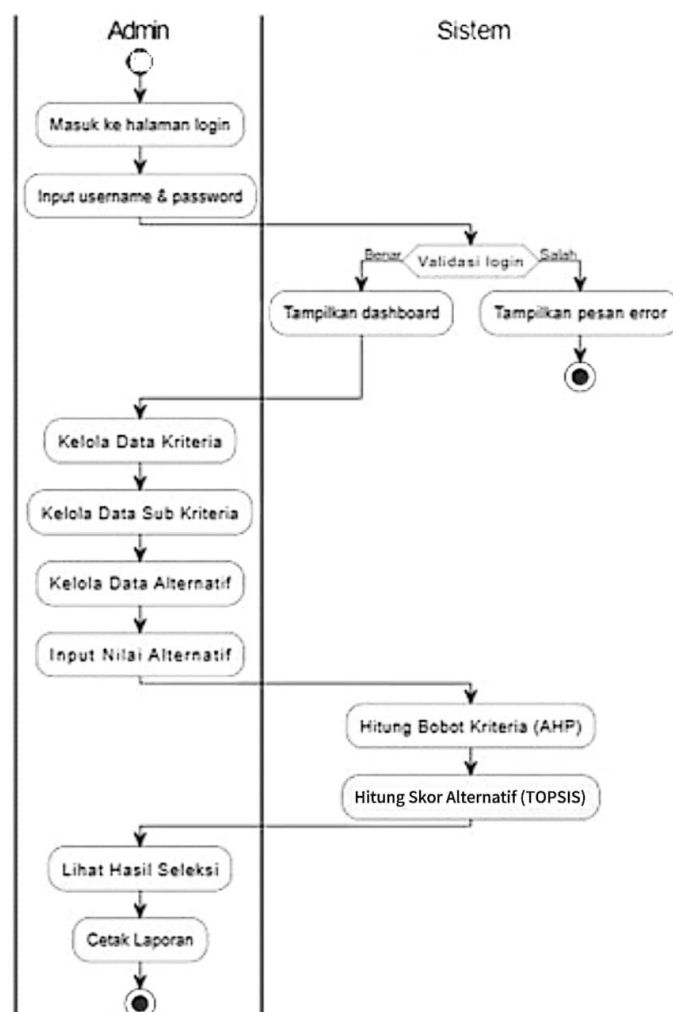 Admin
Sistem
Masuk ke halaman login
Input username & password
Benar
Validasi login
Salah
Tampilkan dashboard
Tampilkan pesan error
Kelola Data Kriteria
Kelola Data Sub Kriteria
Kelola Data Alternatif
Input Nilai Alternatif
Hitung Bobot Kriteria (AHP)
Hitung Skor Alternatif (TOPSIS)
Lihat Hasil Seleksi
Cetak Laporan